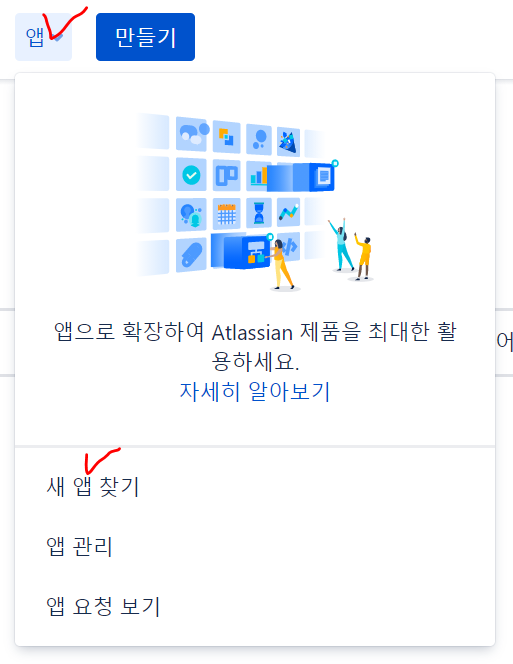 앱
만들기
앱으로 확장하여 Atlassian 제품을 최대한 활
용하세요.
자세히 알아보기
어
새 앱 찾기
앱 관리
앱 요청 보기